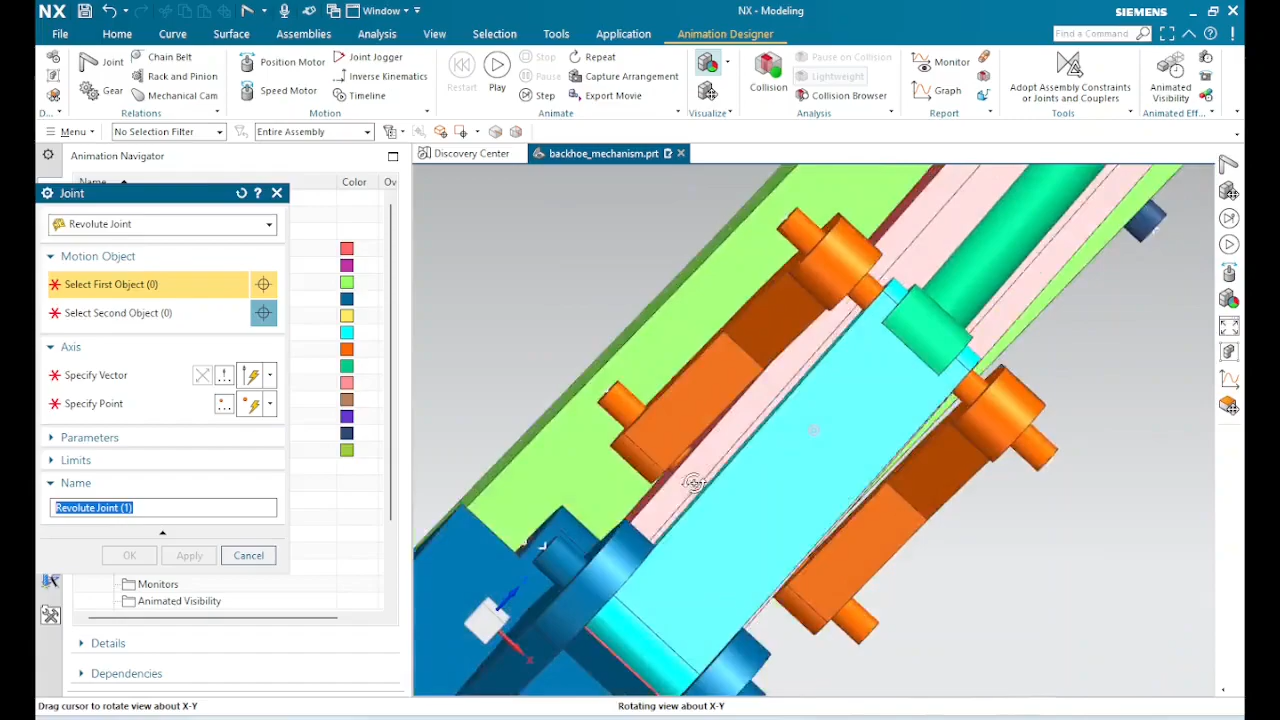 NX
Window
NX - Modeling
SIEMENS
File
Home
Curve
Surface
Assemblies
Analysis
View
Selection
Tools
Application
Animation Designer
Find a Command
Joint
Chain Belt
Rack and Pinion
Gear
Mechanical Cam
Position Motor
Speed Motor
Joint Jogger
Inverse Kinematics
Timeline
Restart
Play
Stop
Pause
Step
Repeat
Capture Arrangement
Export Movie
Collision
Pause on Collision
Lightweight
Collision Browser
Monitor
Graph
Adopt Assembly Constraints
or Joints and Couplers
Animated
Visibility
D...
Relations
Motion
Animate
Visualize
Analysis
Report
Tools
Animated Eff...
Menu
No Selection Filter
Entire Assembly
Animation Navigator
Discovery Center
backhoe_mechanism.prt
Name
Color
Ov
Joint
Revolute Joint
Motion Object
Select First Object (0)
Select Second Object (0)
Axis
Specify Vector
Specify Point
Parameters
Limits
Name
Revolute Joint (1)
OK
Apply
Cancel
Monitors
Animated Visibility
Details
Dependencies
X
Drag cursor to rotate view about X-Y
Rotating view about X-Y